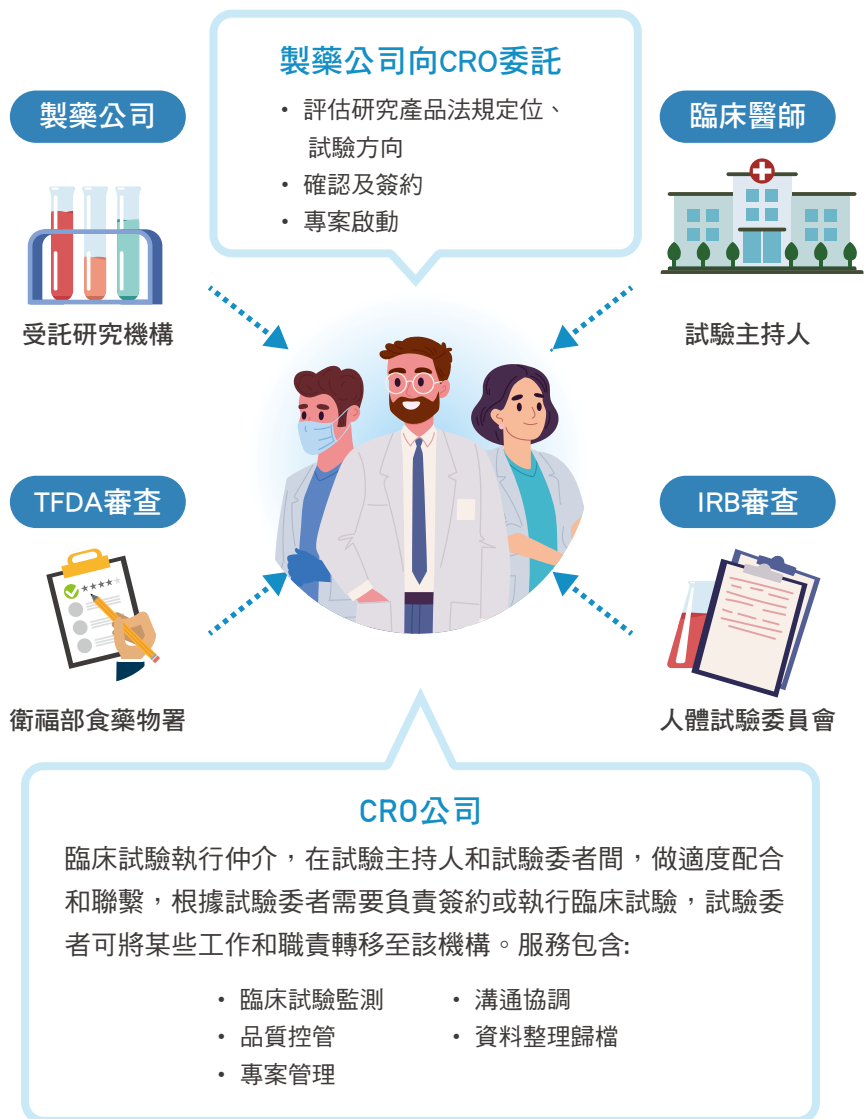 製藥公司向CRO委託
• 評估研究產品法規定位、
試驗方向
• 確認及簽約
• 專案啟動
製藥公司
受託研究機構
臨床醫師
試驗主持人
TFDA審查
衛福部食藥物署
IRB審查
人體試驗委員會
CRO公司
臨床試驗執行仲介，在試驗主持人和試驗委者間，做適度配合
和聯繫，根據試驗委者需要負責簽約或執行臨床試驗，試驗委
者可將某些工作和職責轉移至該機構。服務包含:
• 臨床試驗監測
• 品質控管
• 專案管理
• 溝通協調
• 資料整理歸檔